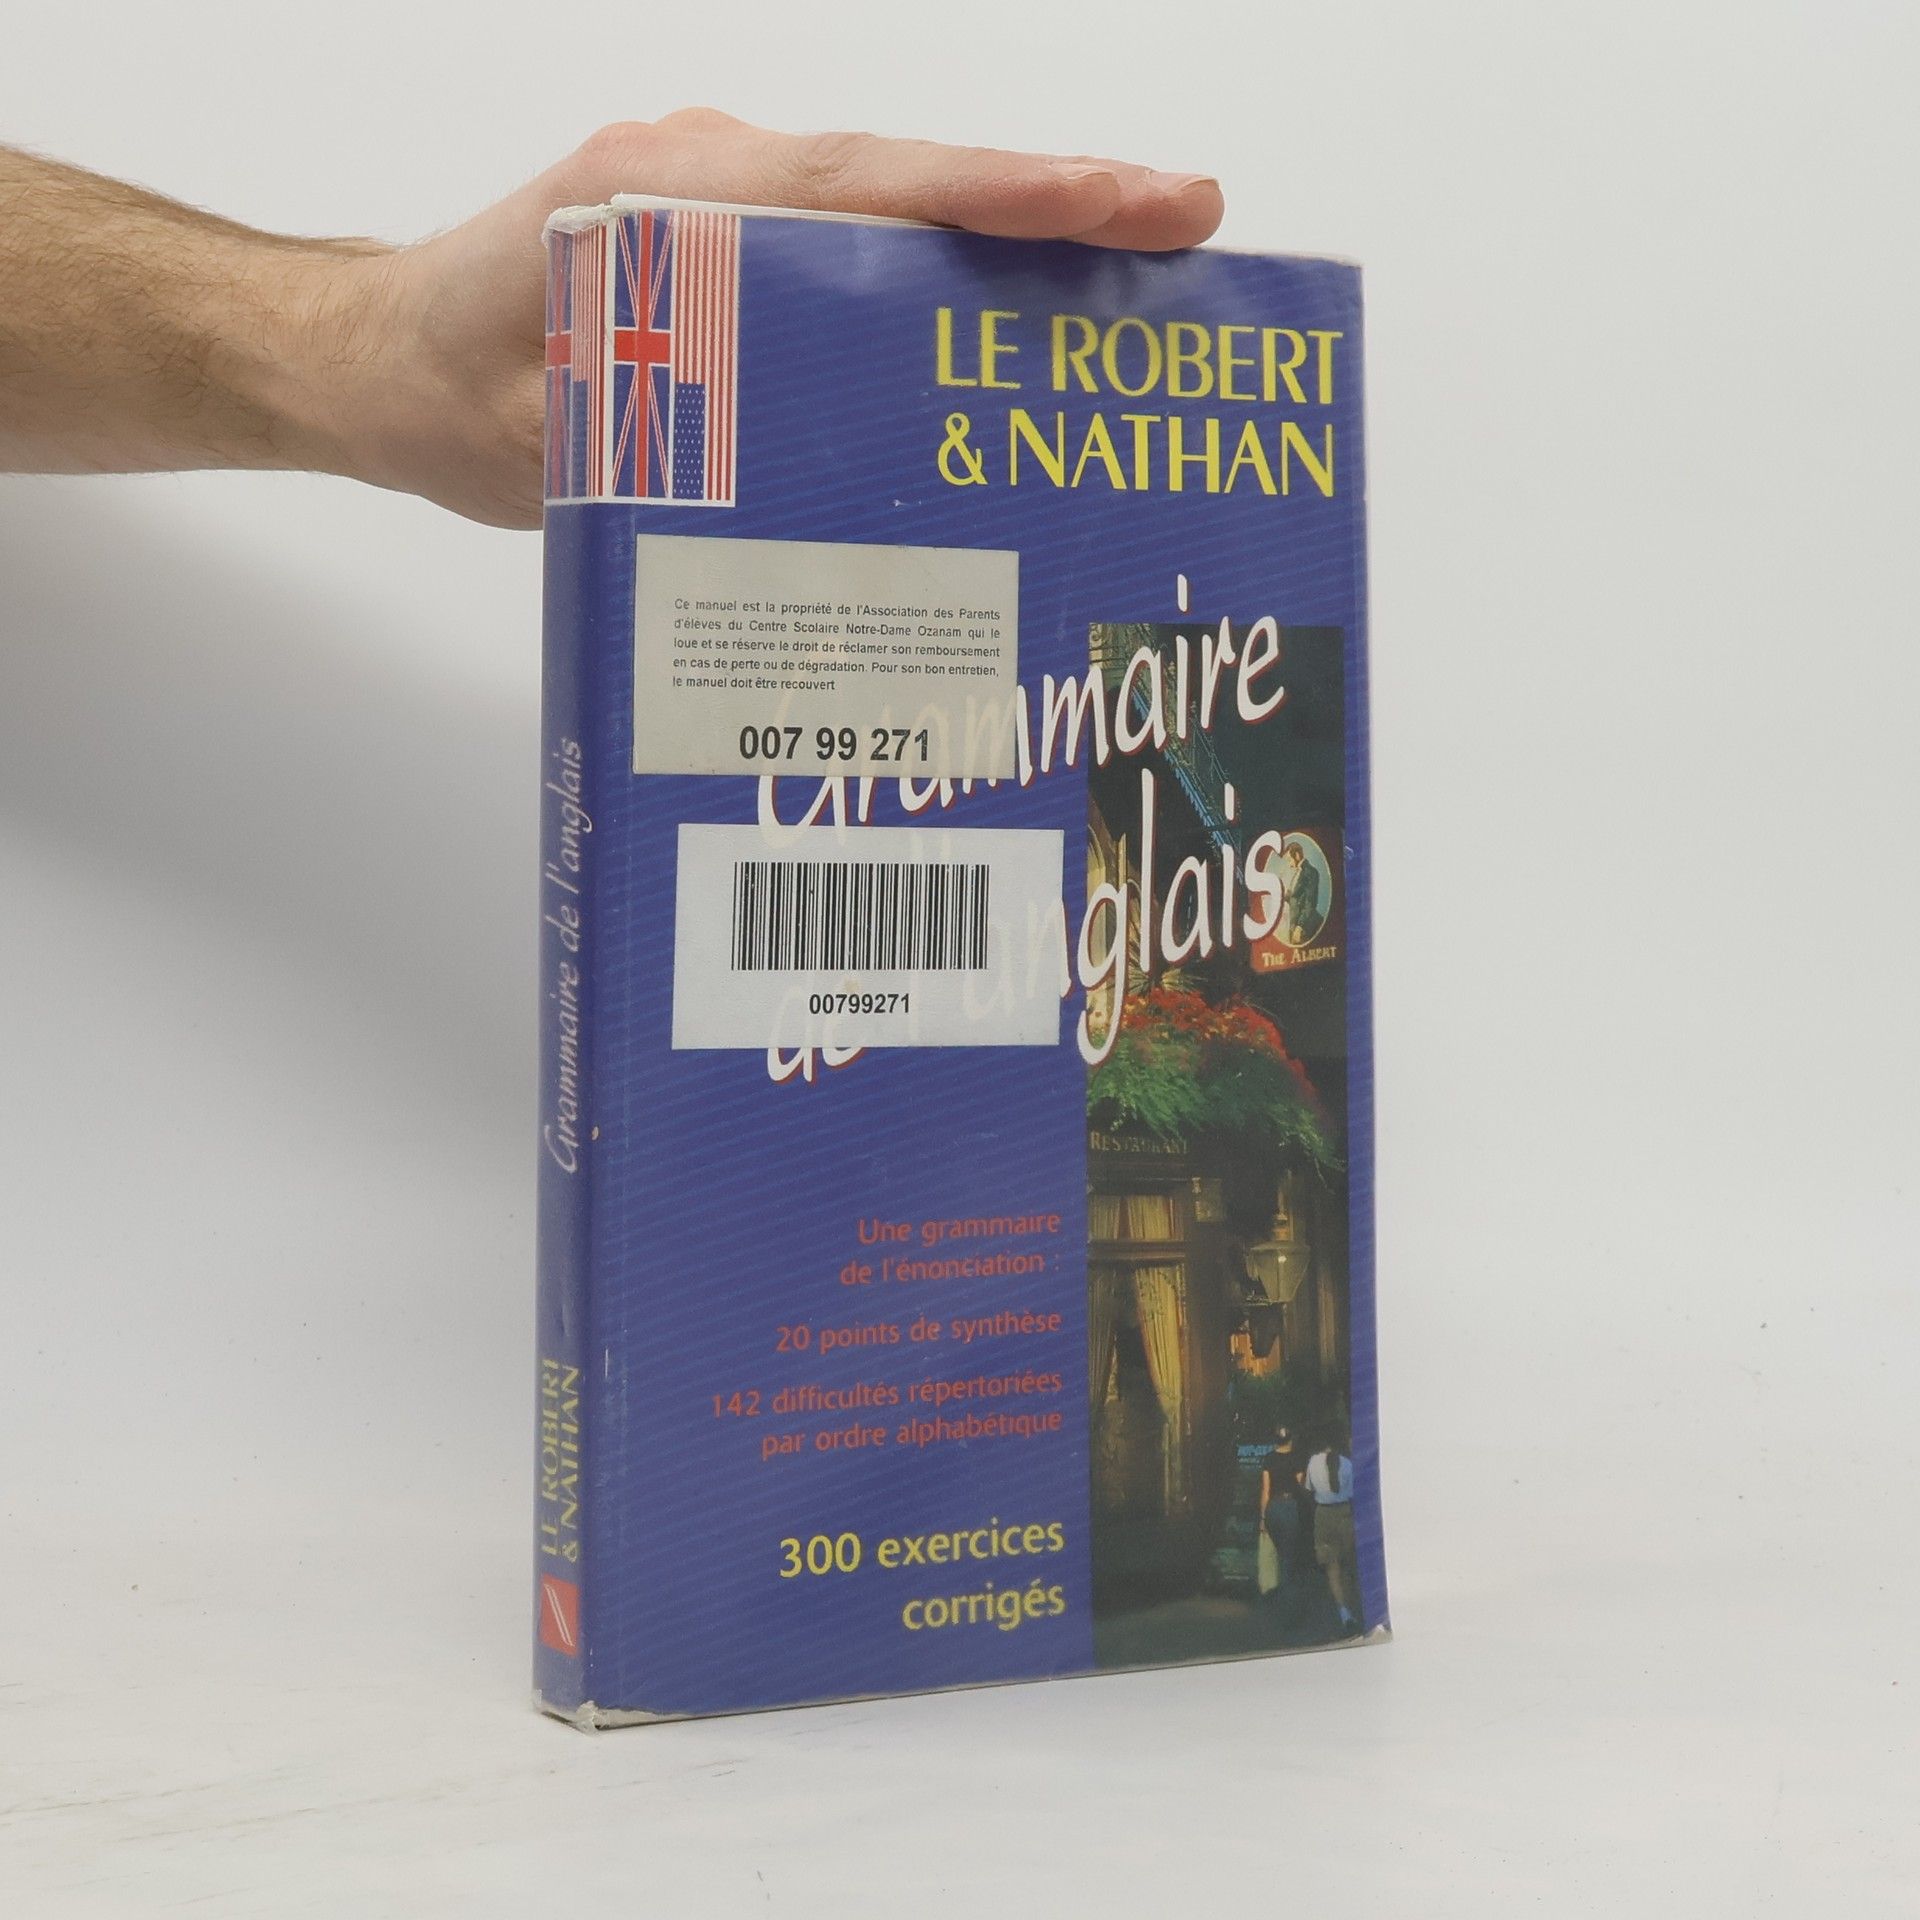 LE ROBERT
& NATHAN
Ce manuel est la propriété de l'Association des Parents
d'élèves du Centre Scolaire Notre-Dame Ozanam qui le
loue et se réserve le droit de réclamer son remboursement
en cas de perte ou de dégradation. Pour son bon entretien,
le manuel doit être recouvert
007 99 271
Grammaire
de l'anglais
00799271
THE ALBERT
RESTAURANT
Une grammaire
de l'énonciation :
20 points de synthèse
142 difficultés répertoriées
par ordre alphabétique
300 exercices
corrigés
Grammaire de l'anglais
LE ROBERT
& NATHAN